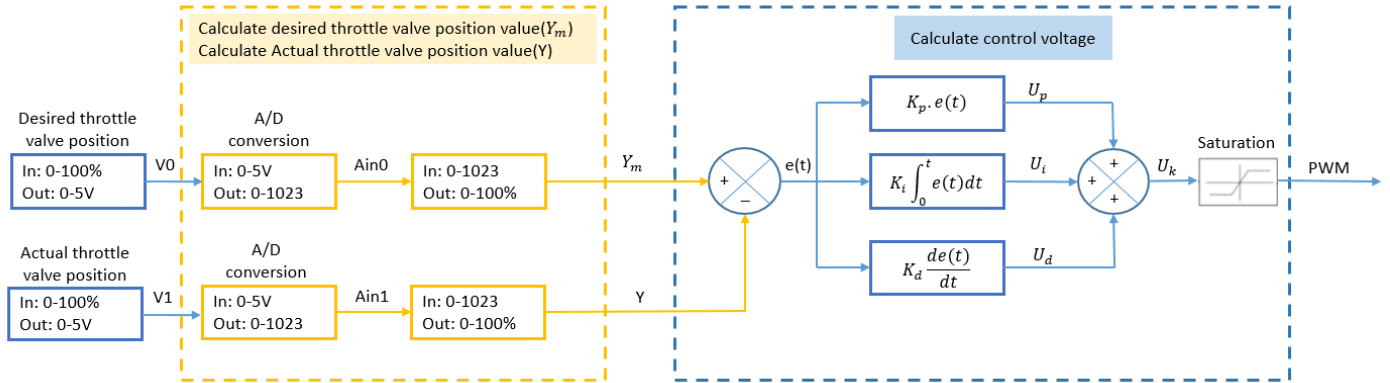 Calculate desired throttle valve position value(Yₘ)
Calculate Actual throttle valve position value(Y)
Calculate control voltage
Desired throttle
valve position
In: 0-100%
Out: 0-5V
V0
A/D
conversion
In: 0-5V
Out: 0-1023
Ain0
In: 0-1023
Out: 0-100%
Yₘ
Actual throttle
valve position
In: 0-100%
Out: 0-5V
V1
A/D
conversion
In: 0-5V
Out: 0-1023
Ain1
In: 0-1023
Out: 0-100%
Y
+
−
e(t)
Kₚ.e(t)
Uₚ
Kᵢ∫₀ᵗ e(t)dt
Uᵢ
K_d de(t)/dt
U_d
+
+
+
Uₖ
Saturation
PWM